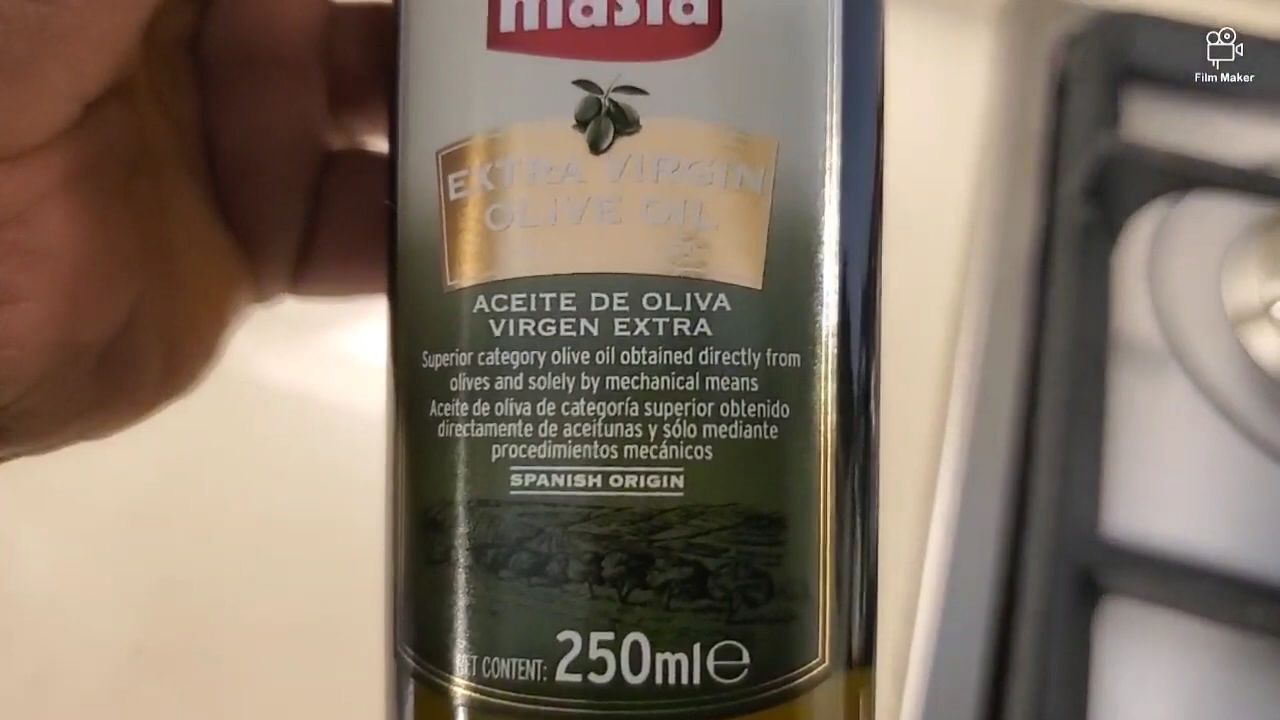 masia
Film Maker
EXTRA VIRGIN
OLIVE OIL
ACEITE DE OLIVA
VIRGEN EXTRA
Superior category olive oil obtained directly from
olives and solely by mechanical means
Aceite de oliva de categoría superior obtenido
directamente de aceitunas y sólo mediante
procedimientos mecánicos
SPANISH ORIGIN
NET CONTENT: 250ml℮